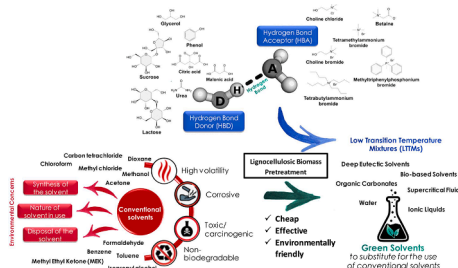 Glycerol
Phenol
Sucrose
Citric acid
Malonic acid
Urea
Lactose
Hydrogen Bond
Acceptor (HBA)
D
H
A
Hydrogen
Bond
Hydrogen Bond
Donor (HBD)
Choline chloride
Betaine
Tetramethylammonium
bromide
Choline bromide
Methyltriphenylphosphonium
bromide
Tetrabutylammonium
bromide
Low Transition Temperature
Mixtures (LTTMs)
Lignocellulosic Biomass
Pretreatment
Deep Eutectic Solvents
Bio-based Solvents
Organic Carbonates
Supercritical Fluid
Water
Ionic Liquids
✓ Cheap
✓ Effective
✓ Environmentally
friendly
Green Solvents
to substitute for the use
of conventional solvents
Environmental Concerns
Synthesis of
the solvent
Nature of
solvent in use
Disposal of the
solvent
Conventional
solvents
Carbon tetrachloride
Dioxane
Chloroform
Methyl chloride
Methanol
Acetone
High volatility
Corrosive
Toxic/
carcinogenic
Non-
biodegradable
Formaldehyde
Benzene
Toluene
Methyl Ethyl Ketone (MEK)